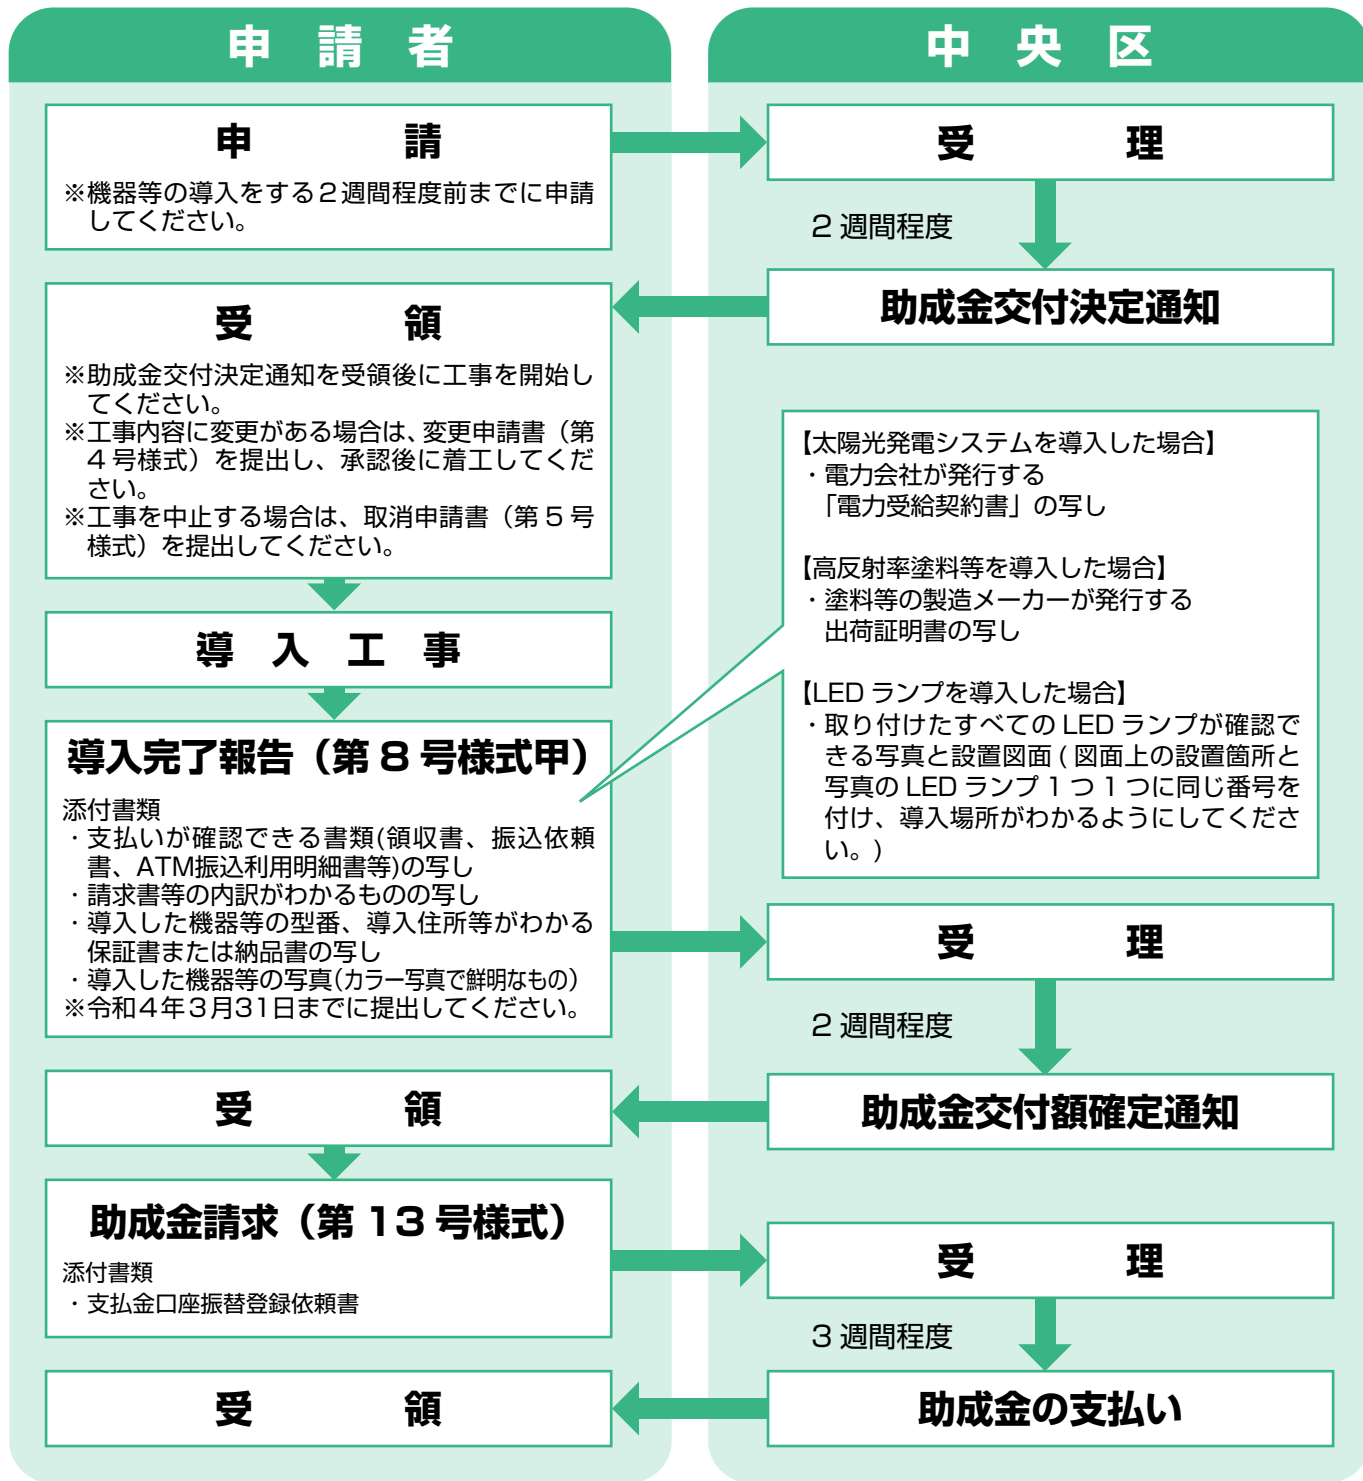 申請者
中央区
申請
※機器等の導入をする2週間程度前までに申請
してください。
受理
2週間程度
助成金交付決定通知
受領
※助成金交付決定通知を受領後に工事を開始し
てください。
※工事内容に変更がある場合は、変更申請書（第
4号様式）を提出し、承認後に着工してくだ
さい。
※工事を中止する場合は、取消申請書（第5号
様式）を提出してください。
導入工事
導入完了報告（第8号様式甲）
添付書類
・支払いが確認できる書類(領収書、振込依頼
書、ATM振込利用明細書等)の写し
・請求書等の内訳がわかるものの写し
・導入した機器等の型番、導入住所等がわかる
保証書または納品書の写し
・導入した機器等の写真(カラー写真で鮮明なもの)
※令和4年3月31日までに提出してください。
【太陽光発電システムを導入した場合】
・電力会社が発行する
「電力受給契約書」の写し
【高反射率塗料等を導入した場合】
・塗料等の製造メーカーが発行する
出荷証明書の写し
【LED ランプを導入した場合】
・取り付けたすべての LED ランプが確認で
きる写真と設置図面 ( 図面上の設置箇所と
写真の LED ランプ 1 つ 1 つに同じ番号を
付け、導入場所がわかるようにしてくださ
い。)
受理
2週間程度
助成金交付額確定通知
受領
助成金請求（第 13 号様式）
添付書類
・支払金口座振替登録依頼書
受理
3週間程度
助成金の支払い
受領